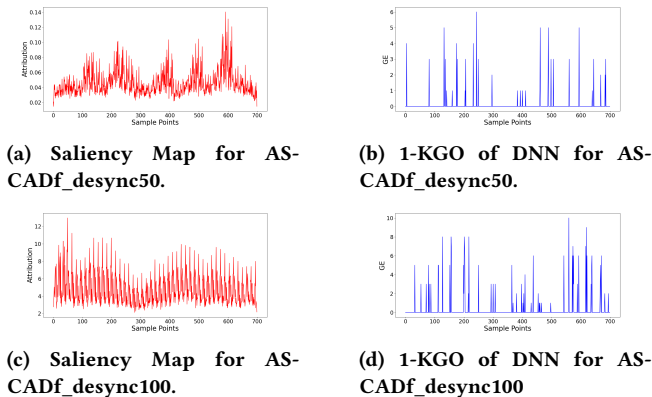 0.14
0.12
0.10
0.08
0.06
0.04
0.02
Attribution
0 100 200 300 400 500 600 700
Sample Points
6
5
4
3
2
1
0
GE
0 100 200 300 400 500 600 700
Sample Points
(a) Saliency Map for AS-
CADf_desync50.
(b) 1-KGO of DNN for AS-
CADf_desync50.
12
10
8
6
4
2
Attribution
0 100 200 300 400 500 600 700
Sample Points
10
8
6
4
2
0
GE
0 100 200 300 400 500 600 700
Sample Points
(c) Saliency Map for AS-
CADf_desync100.
(d) 1-KGO of DNN for AS-
CADf_desync100